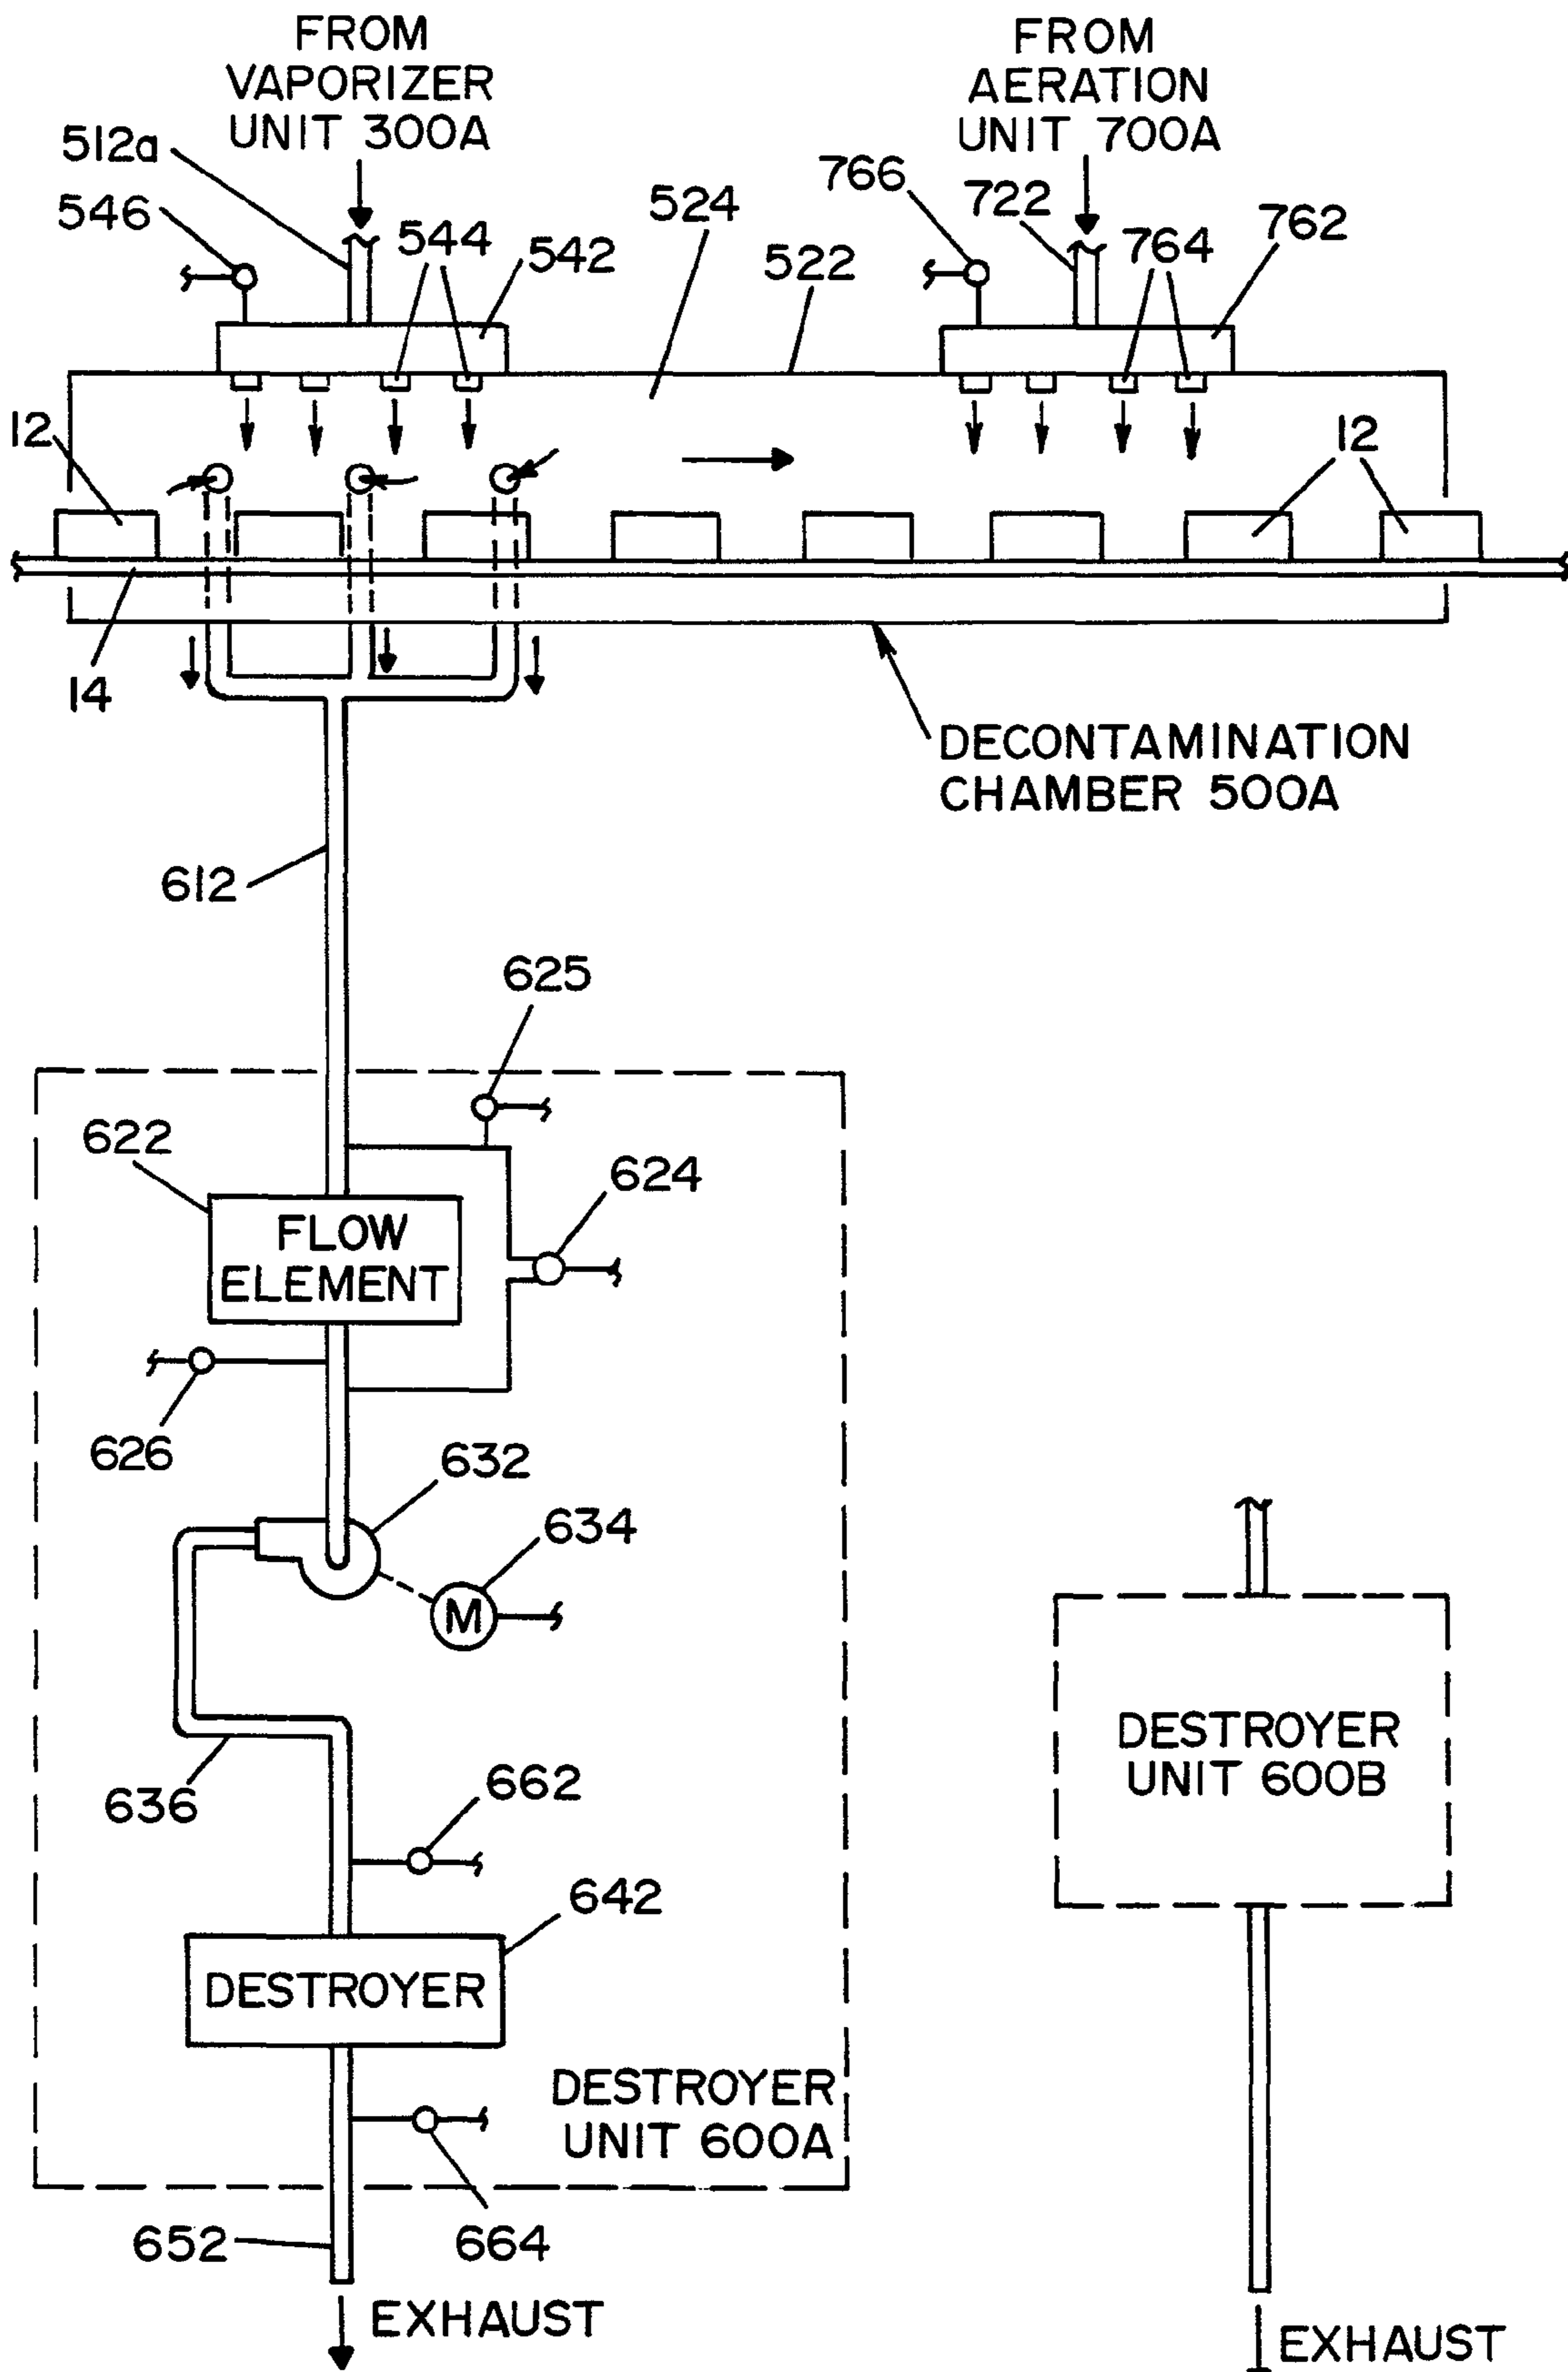 FROM
VAPORIZER
UNIT 300A
FROM
AERATION
UNIT 700A
512a
546
544
542
524
522
766
722
764
762
12
12
14
DECONTAMINATION
CHAMBER 500A
612
625
622
624
FLOW
ELEMENT
626
632
634
M
636
662
642
DESTROYER
DESTROYER
UNIT 600A
664
652
EXHAUST
DESTROYER
UNIT 600B
EXHAUST